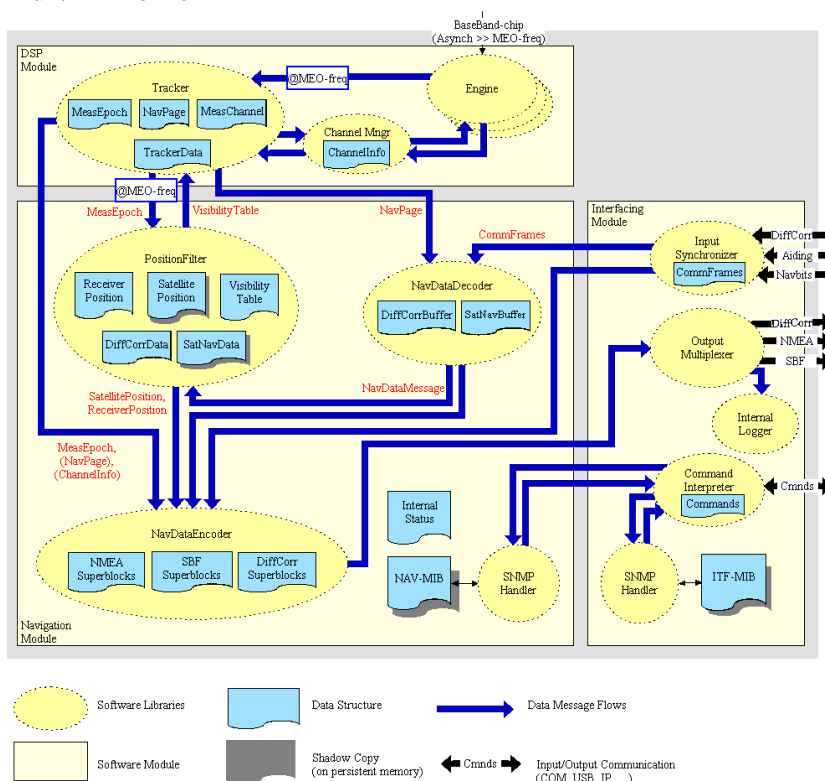 BaseBand-chip
(Asynch >> MEO-freq)
DSP
Module
Tracker
@MEO-freq
Engine
MeasEpoch
NavPage
MeasChannel
Channel Mngr
ChannelInfo
TrackerData
@MEO-freq
MeasEpoch
VisibilityTable
NavPage
CommFrames
Interfacing
Module
Input
Synchronizer
CommFrames
DiffCorr
Aiding
Navbits
PositionFilter
Receiver
Position
Satellite
Position
Visibility
Table
DiffCorrData
SatNavData
NavDataDecoder
DiffCorrBuffer
SatNavBuffer
Output
Multiplexer
DiffCorr
NMEA
SBF
NavDataMessage
SatellitePosition,
ReceiverPosition
Internal
Logger
MeasEpoch,
(NavPage),
(ChannelInfo)
Command
Interpreter
Commands
Cmnds
Internal
Status
NavDataEncoder
NMEA
Superblocks
SBF
Superblocks
DiffCorr
Superblocks
NAV-MIB
SNMP
Handler
SNMP
Handler
ITF-MIB
Navigation
Module
Software Libraries
Data Structure
Data Message Flows
Software Module
Shadow Copy
(on persistent memory)
Cmnds
Input/Output Communication
(COM, USB, IP, ...)